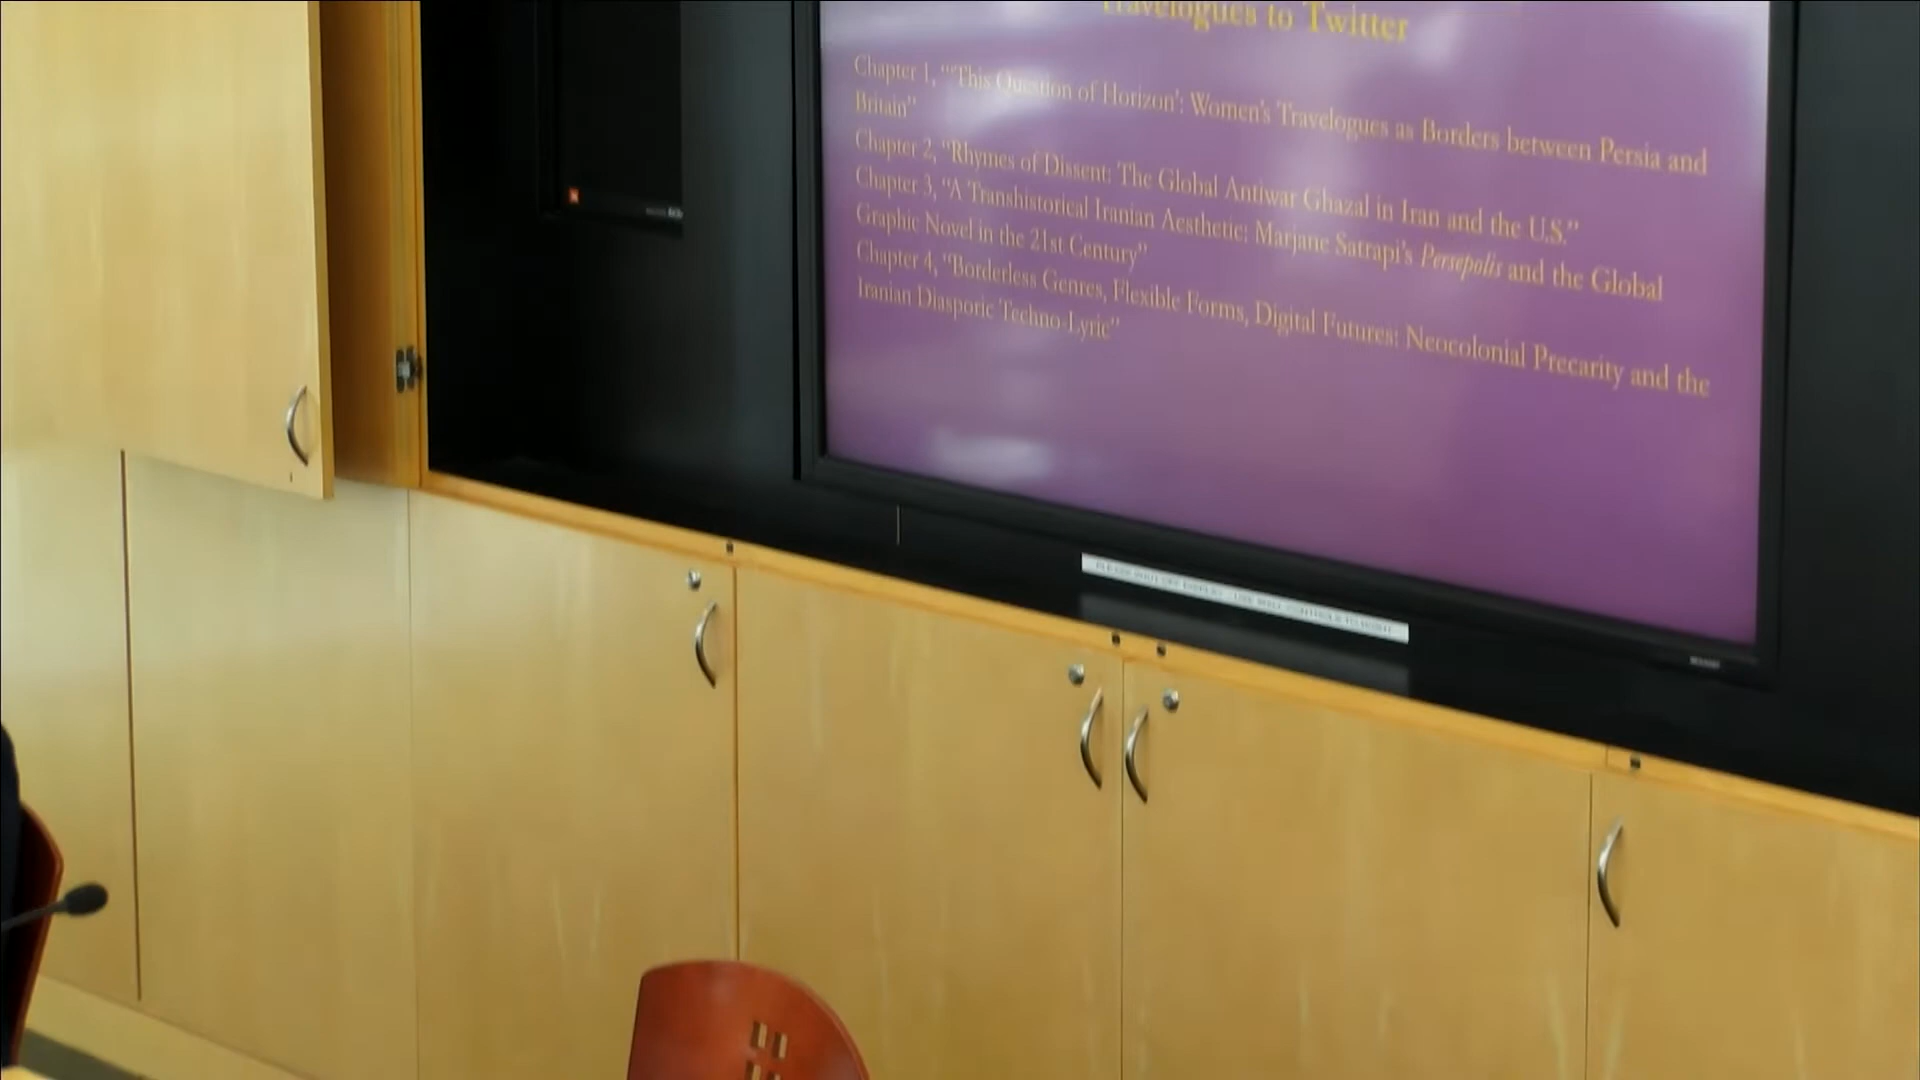 Travelogues to Twitter
Chapter 1, “‘This Question of Horizon’: Women’s Travelogues as Borders between Persia and
Britain”
Chapter 2, “Rhymes of Dissent: The Global Antiwar Ghazal in Iran and the U.S.”
Chapter 3, “A Transhistorical Iranian Aesthetic: Marjane Satrapi’s Persepolis and the Global
Graphic Novel in the 21st Century”
Chapter 4, “Borderless Genres, Flexible Forms, Digital Futures: Neocolonial Precarity and the
Iranian Diasporic Techno-Lyric”